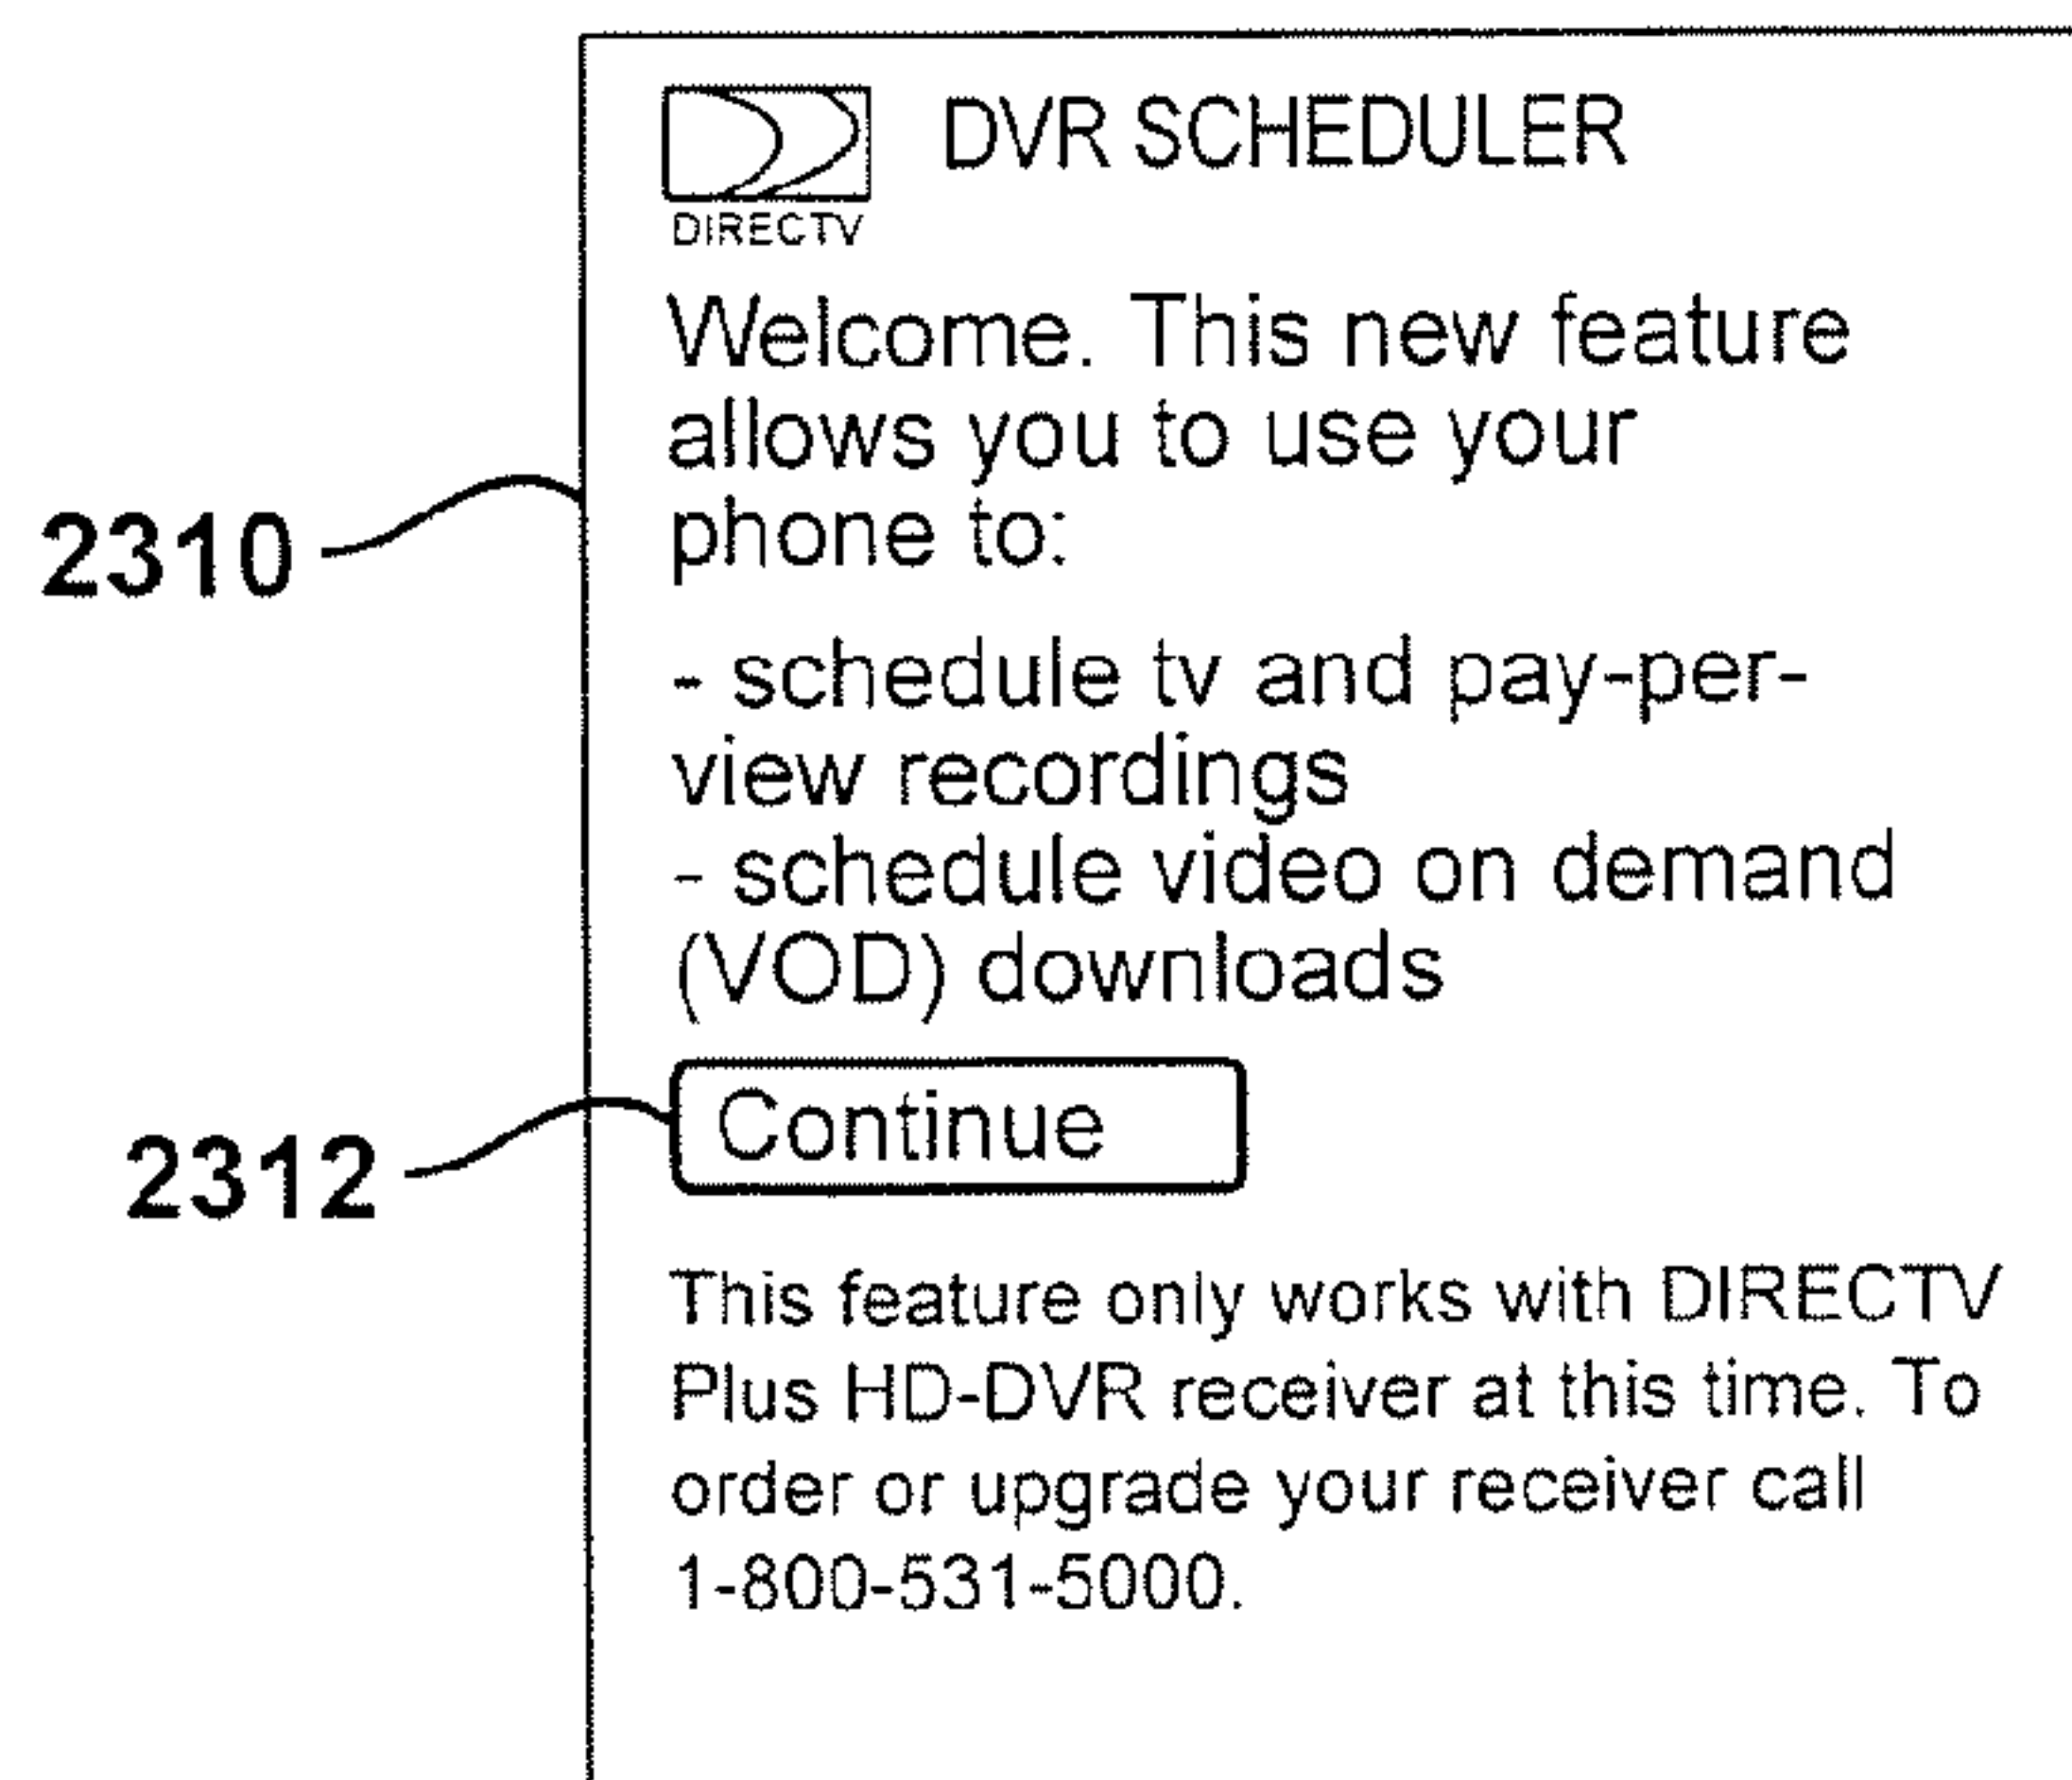 DVR SCHEDULER
DIRECTV
Welcome. This new feature
allows you to use your
phone to:
2310
- schedule tv and pay-per-
view recordings
- schedule video on demand
(VOD) downloads
Continue
2312
This feature only works with DIRECTV
Plus HD-DVR receiver at this time. To
order or upgrade your receiver call
1-800-531-5000.